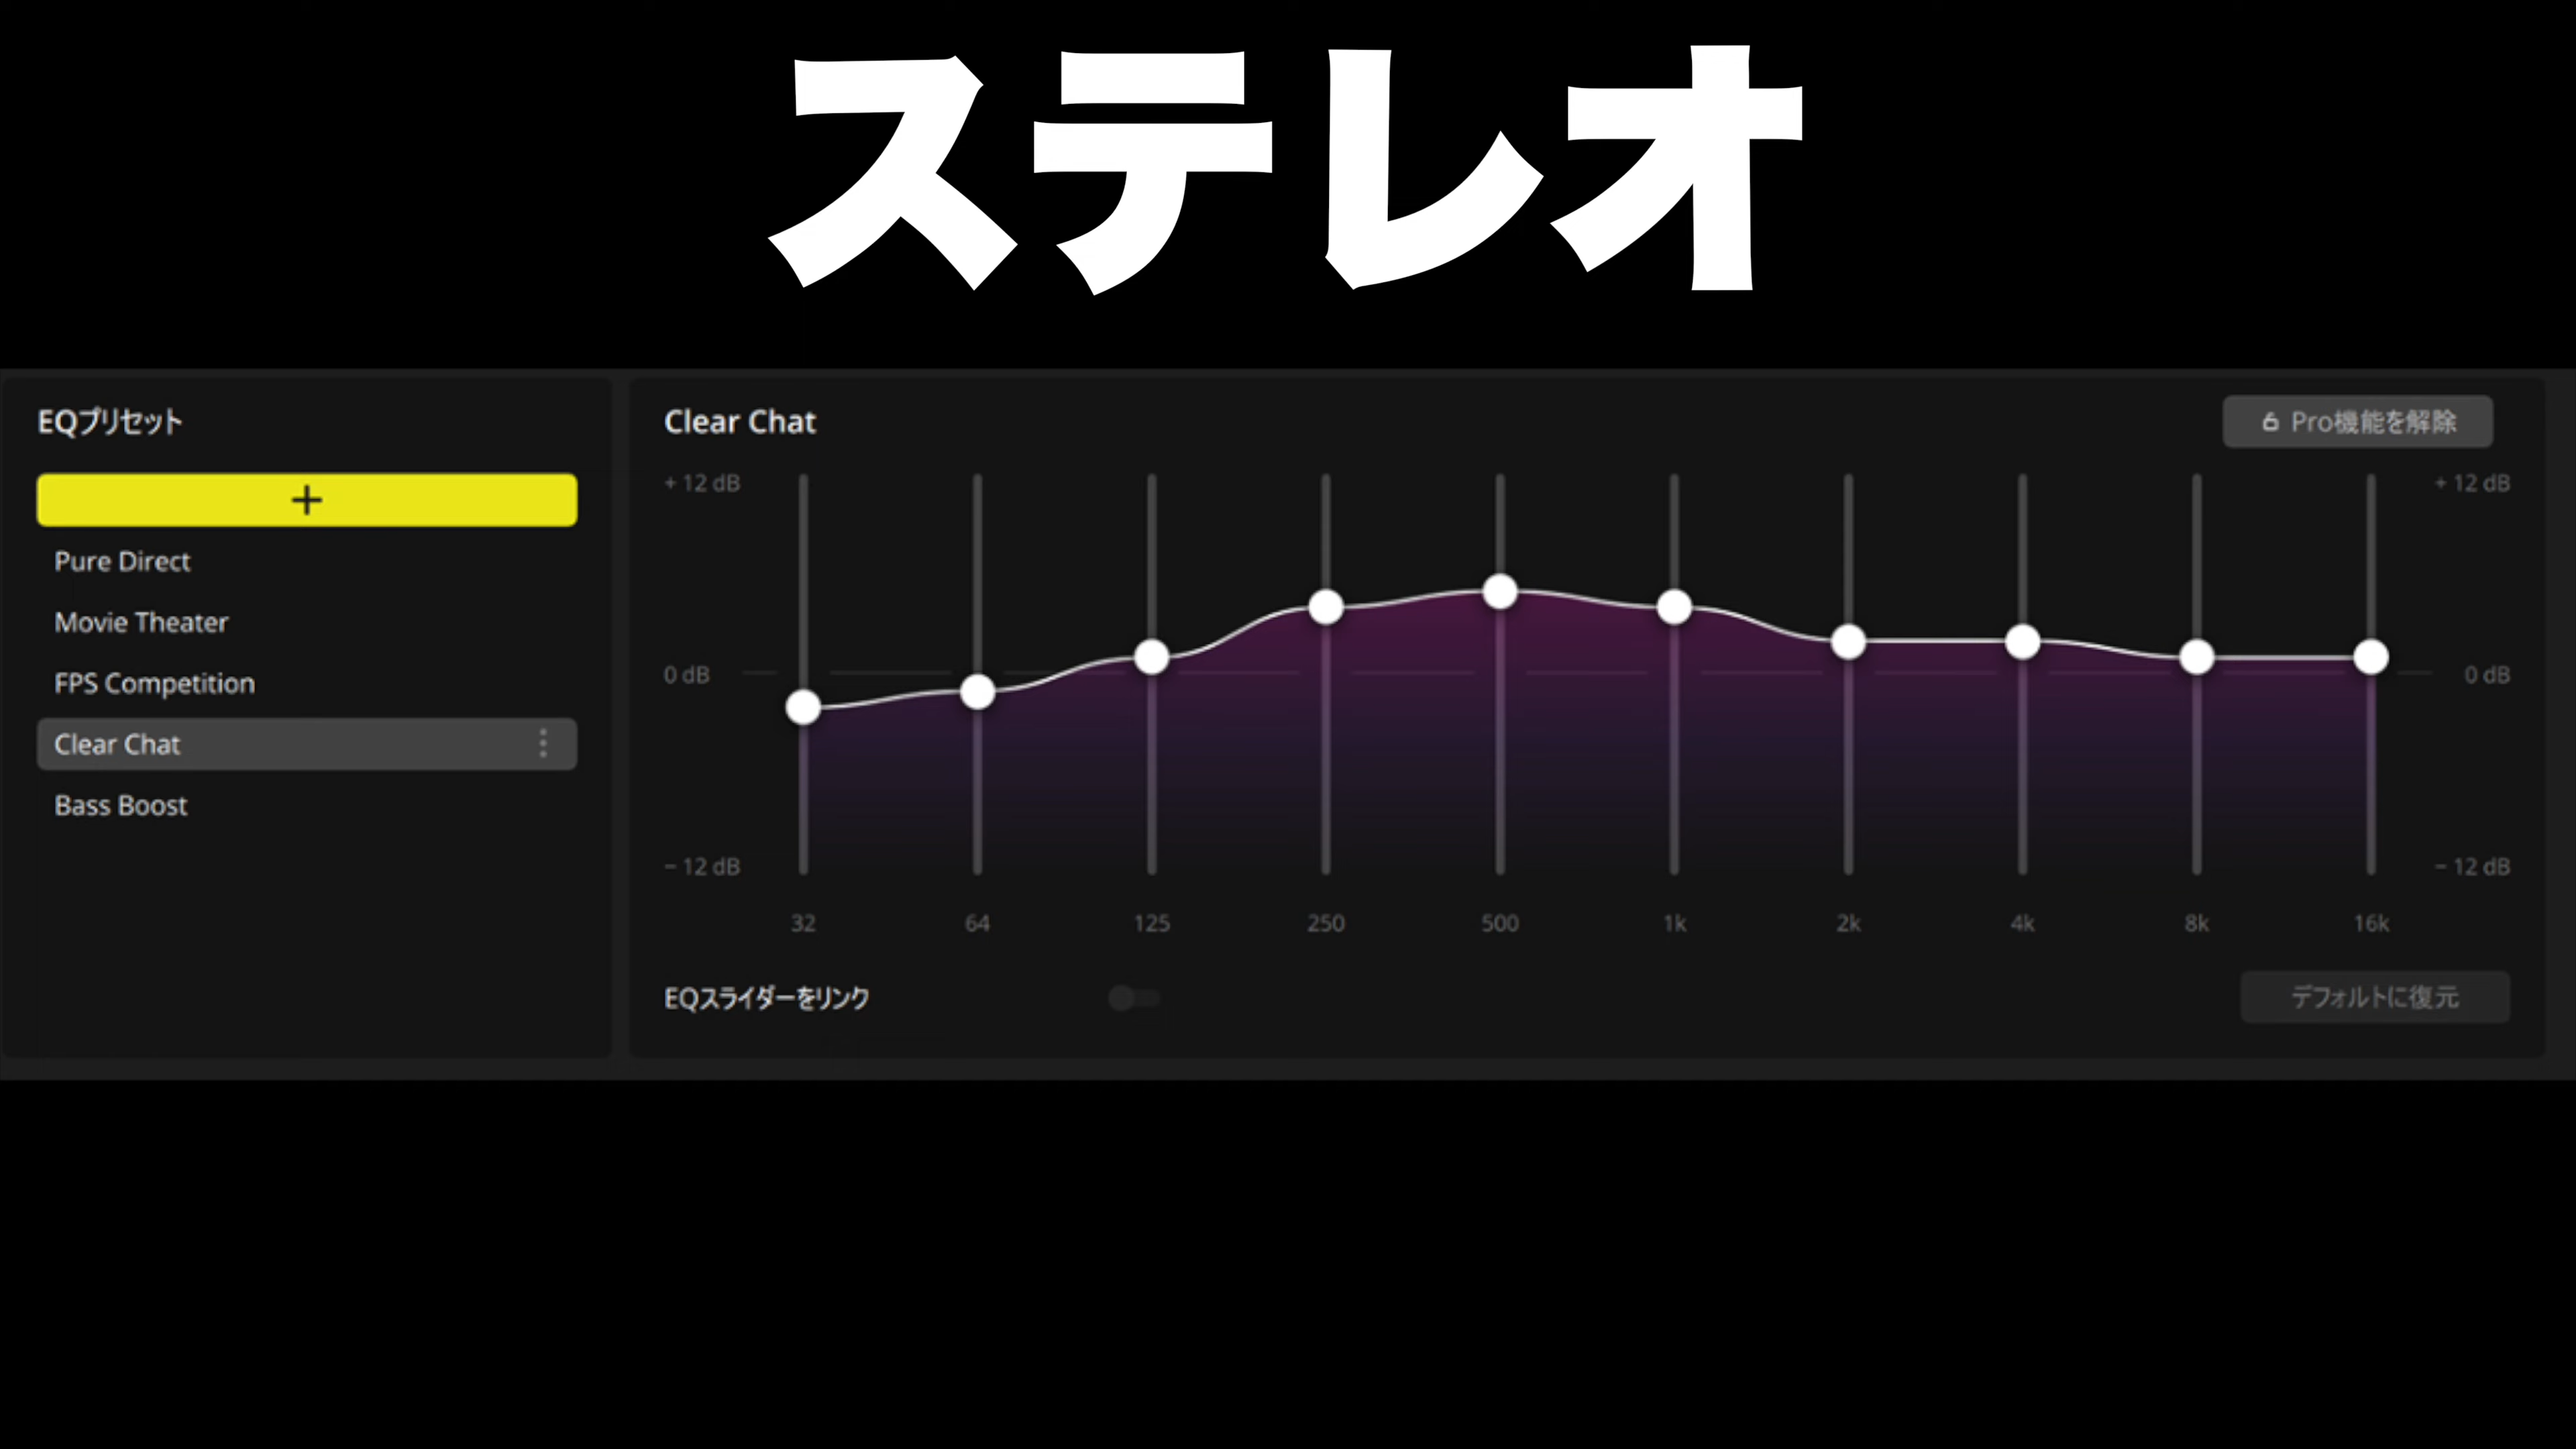 ステレオ
EQプリセット
+
Pure Direct
Movie Theater
FPS Competition
Clear Chat
Bass Boost
Clear Chat
Pro機能を解除
+ 12 dB
+ 12 dB
0 dB
0 dB
− 12 dB
− 12 dB
32 64 125 250 500 1k 2k 4k 8k 16k
EQスライダーをリンク
デフォルトに復元